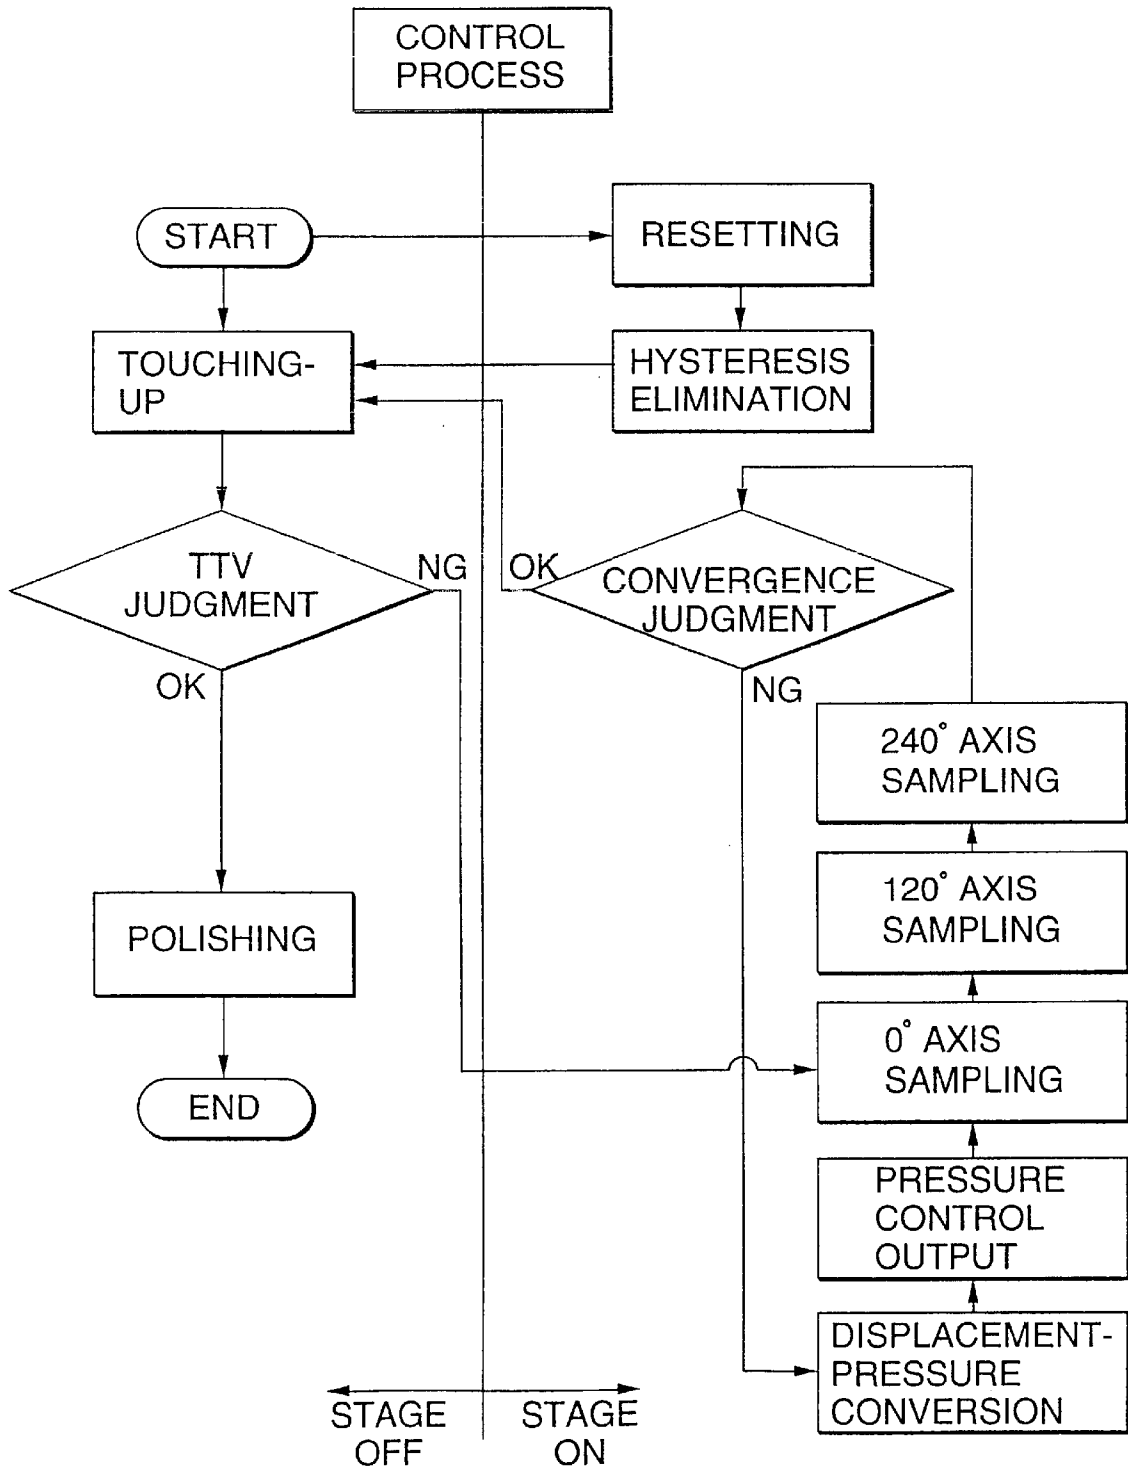 CONTROL
PROCESS
START
RESETTING
TOUCHING-
UP
HYSTERESIS
ELIMINATION
TTV
JUDGMENT
NG
OK
OK
CONVERGENCE
JUDGMENT
NG
240° AXIS
SAMPLING
120° AXIS
SAMPLING
POLISHING
0° AXIS
SAMPLING
END
PRESSURE
CONTROL
OUTPUT
DISPLACEMENT-
PRESSURE
CONVERSION
STAGE
OFF
STAGE
ON